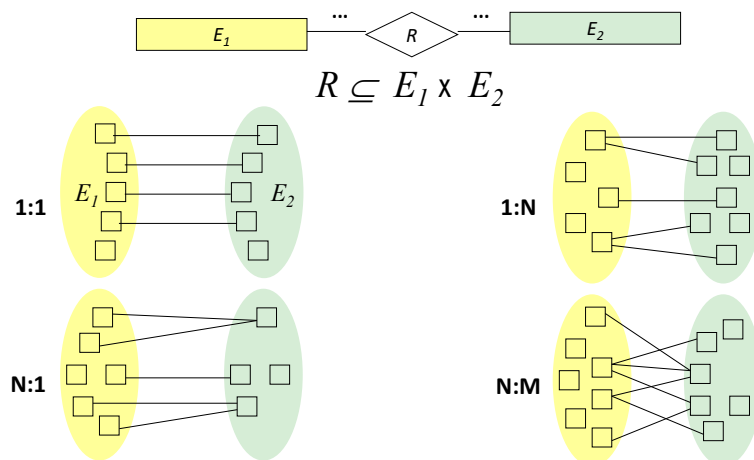 ... ...
E₁ R E₂
R ⊆ E₁ x E₂
E₁ E₂
1:1 1:N
N:1 N:M